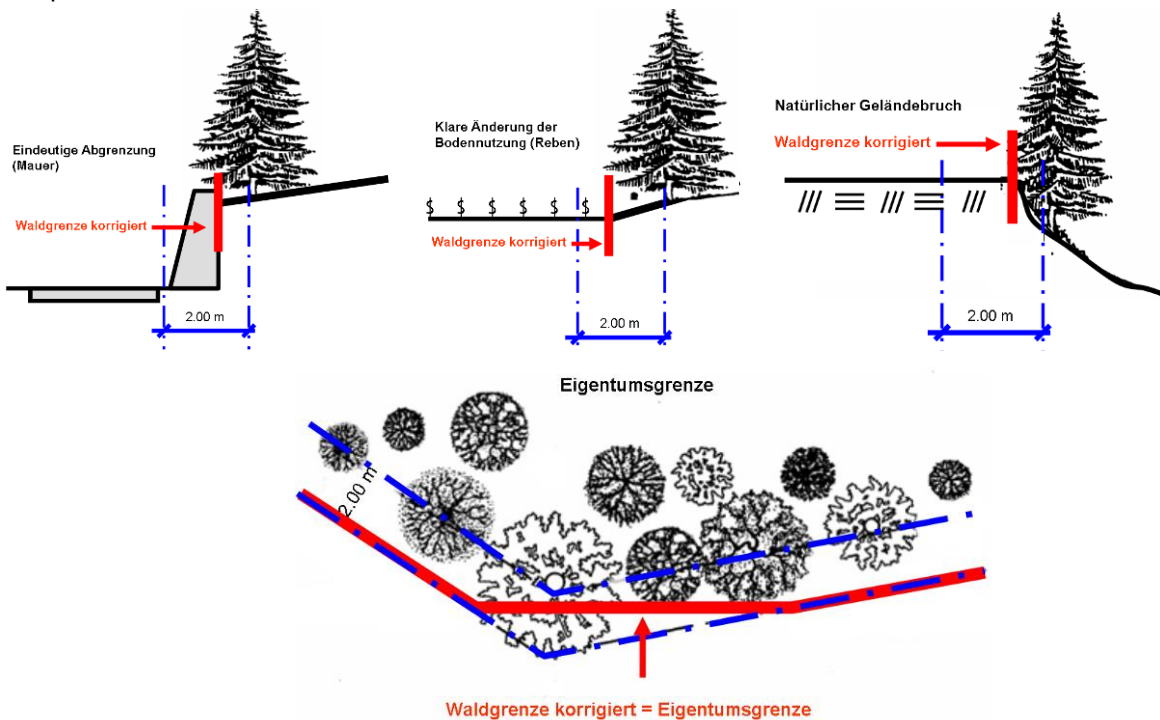 Eindeutige Abgrenzung
(Mauer)
Waldgrenze korrigiert
2.00 m
Klare Änderung der
Bodennutzung (Reben)
$ $ $ $ $ $
Waldgrenze korrigiert
2.00 m
Natürlicher Geländebruch
Waldgrenze korrigiert
2.00 m
Eigentumsgrenze
2.00 m
Waldgrenze korrigiert = Eigentumsgrenze